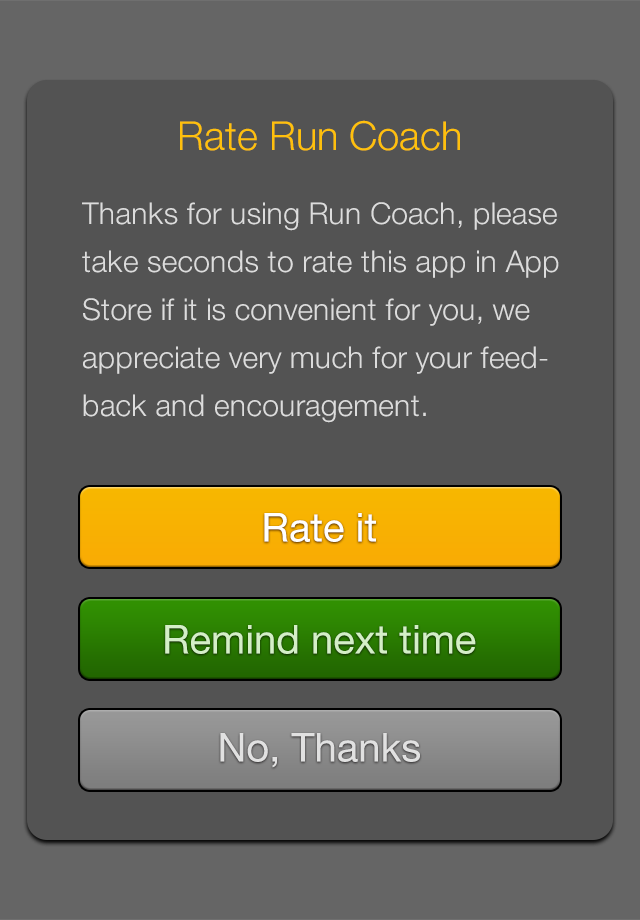 Rate Run Coach
Thanks for using Run Coach, please
take seconds to rate this app in App
Store if it is convenient for you, we
appreciate very much for your feed-
back and encouragement.
Rate it
Remind next time
No, Thanks